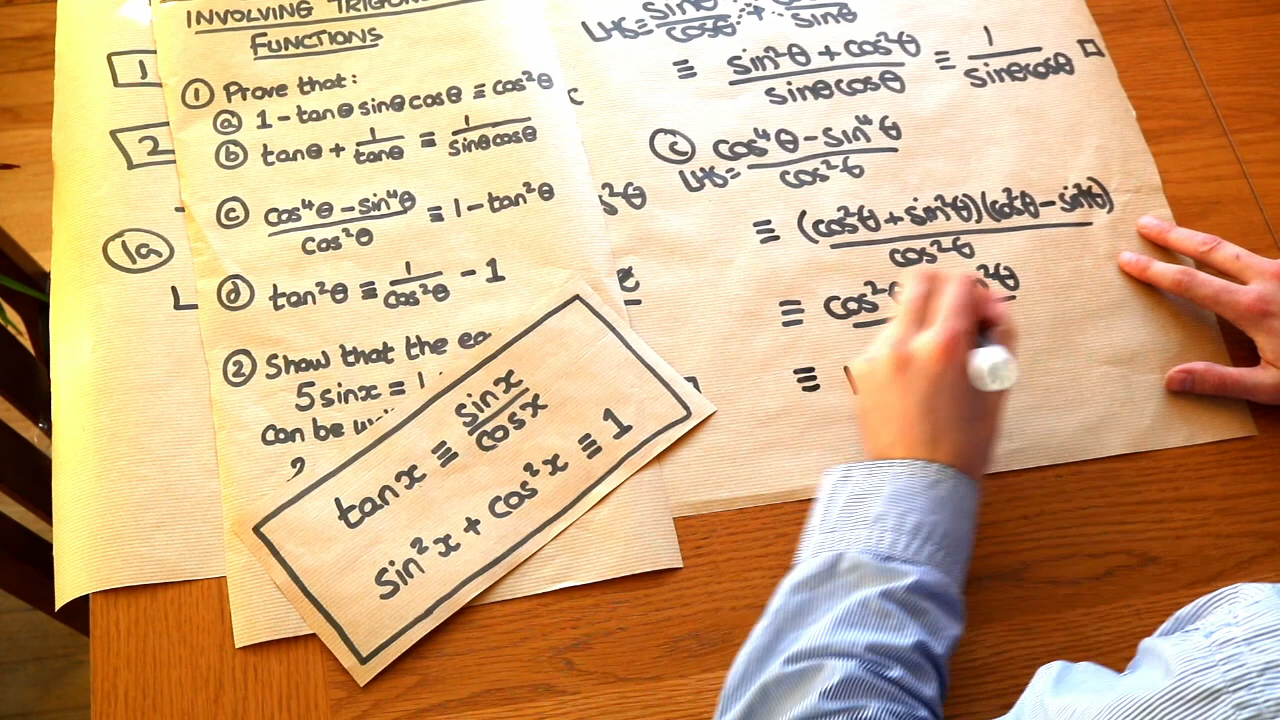 INVOLVING
FUNCTIONS
① Prove that:
ⓐ 1 - tanθ sinθ cosθ ≡ cos²θ
ⓑ tanθ + 1/tanθ ≡ 1/sinθcosθ
ⓒ cos⁴θ - sin⁴θ/cos²θ ≡ 1 - tan²θ
ⓓ tan²θ ≡ 1/cos²θ - 1
② Show that the
5sinx =
can be
tanx ≡ sinx/cosx
sin²x + cos²x ≡ 1
1
2
1a
LHS ≡ sinθ/cosθ + /sinθ
≡ sin²θ + cos²θ/sinθcosθ ≡ 1/sinθcosθ □
ⓒ LHS = cos⁴θ - sin⁴θ/cos²θ
≡ (cos²θ + sin²θ)(cos²θ - sin²θ)/cos²θ
≡ cos²
≡